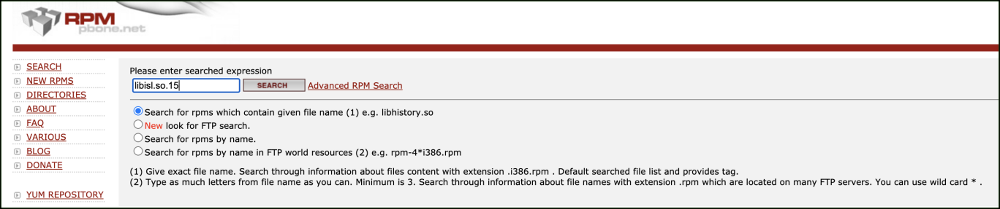 RPM
pbone.net
SEARCH
NEW RPMS
DIRECTORIES
ABOUT
FAQ
VARIOUS
BLOG
DONATE
YUM REPOSITORY
Please enter searched expression
libisl.so.15 SEARCH Advanced RPM Search
Search for rpms which contain given file name (1) e.g. libhistory.so
New look for FTP search.
Search for rpms by name.
Search for rpms by name in FTP world resources (2) e.g. rpm-4*i386.rpm
(1) Give exact file name. Search through information about files content with extension .i386.rpm . Default searched file list and provides tag.
(2) Type as much letters from file name as you can. Minimum is 3. Search through information about file names with extension .rpm which are located on many FTP servers. You can use wild card * .